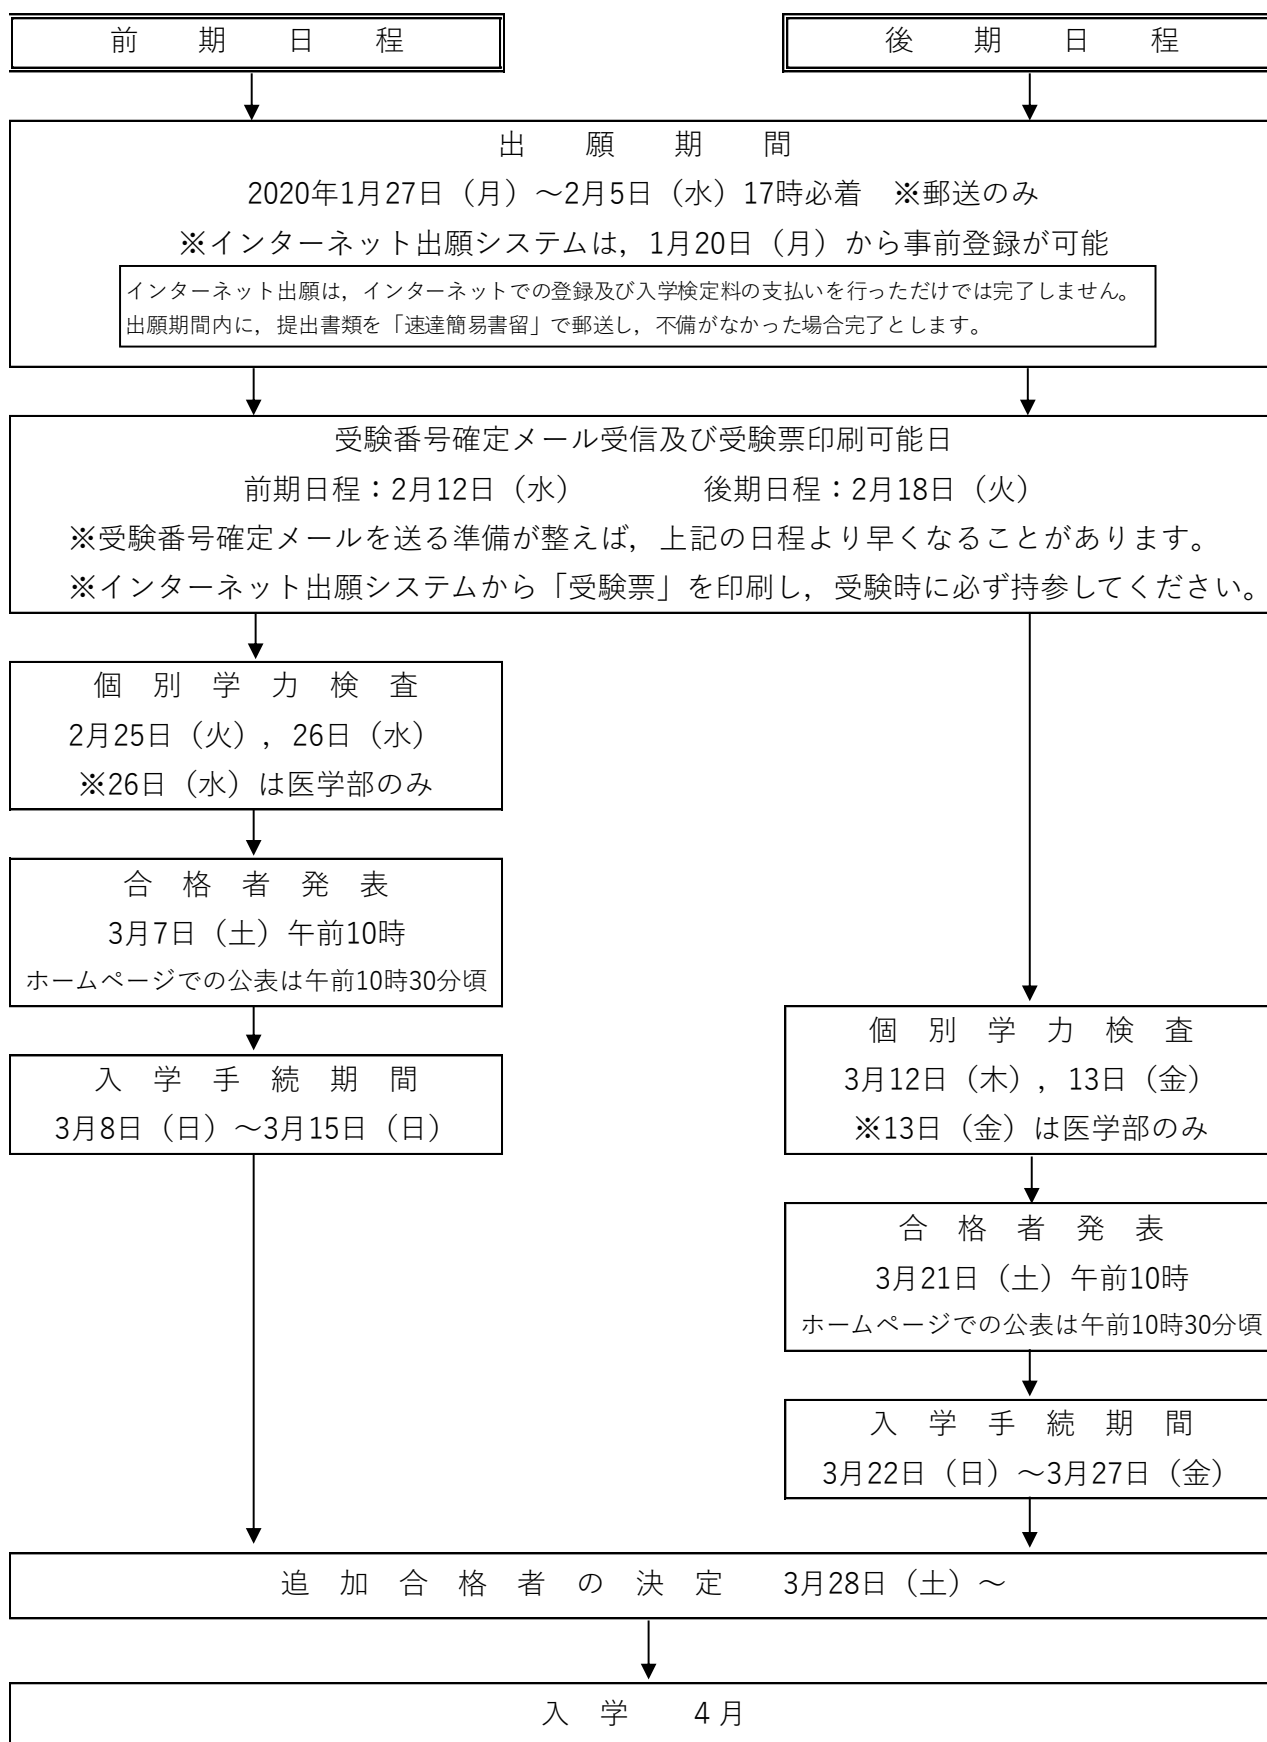 前期日程
後期日程
出願期間
2020年1月27日（月）～2月5日（水）17時必着　※郵送のみ
※インターネット出願システムは，1月20日（月）から事前登録が可能
インターネット出願は，インターネットでの登録及び入学検定料の支払いを行っただけでは完了しません。
出願期間内に，提出書類を「速達簡易書留」で郵送し，不備がなかった場合完了とします。
受験番号確定メール受信及び受験票印刷可能日
前期日程：2月12日（水）　　後期日程：2月18日（火）
※受験番号確定メールを送る準備が整えば，上記の日程より早くなることがあります。
※インターネット出願システムから「受験票」を印刷し，受験時に必ず持参してください。
個別学力検査
2月25日（火），26日（水）
※26日（水）は医学部のみ
合格者発表
3月7日（土）午前10時
ホームページでの公表は午前10時30分頃
入学手続期間
3月8日（日）～3月15日（日）
個別学力検査
3月12日（木），13日（金）
※13日（金）は医学部のみ
合格者発表
3月21日（土）午前10時
ホームページでの公表は午前10時30分頃
入学手続期間
3月22日（日）～3月27日（金）
追加合格者の決定　3月28日（土）～
入学　4月